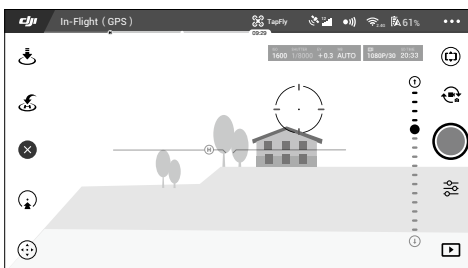 dji In-Flight (GPS) TapFly 61%
09:29
1600 1/8000 +0.3 AUTO 1080P/30 20:33
H